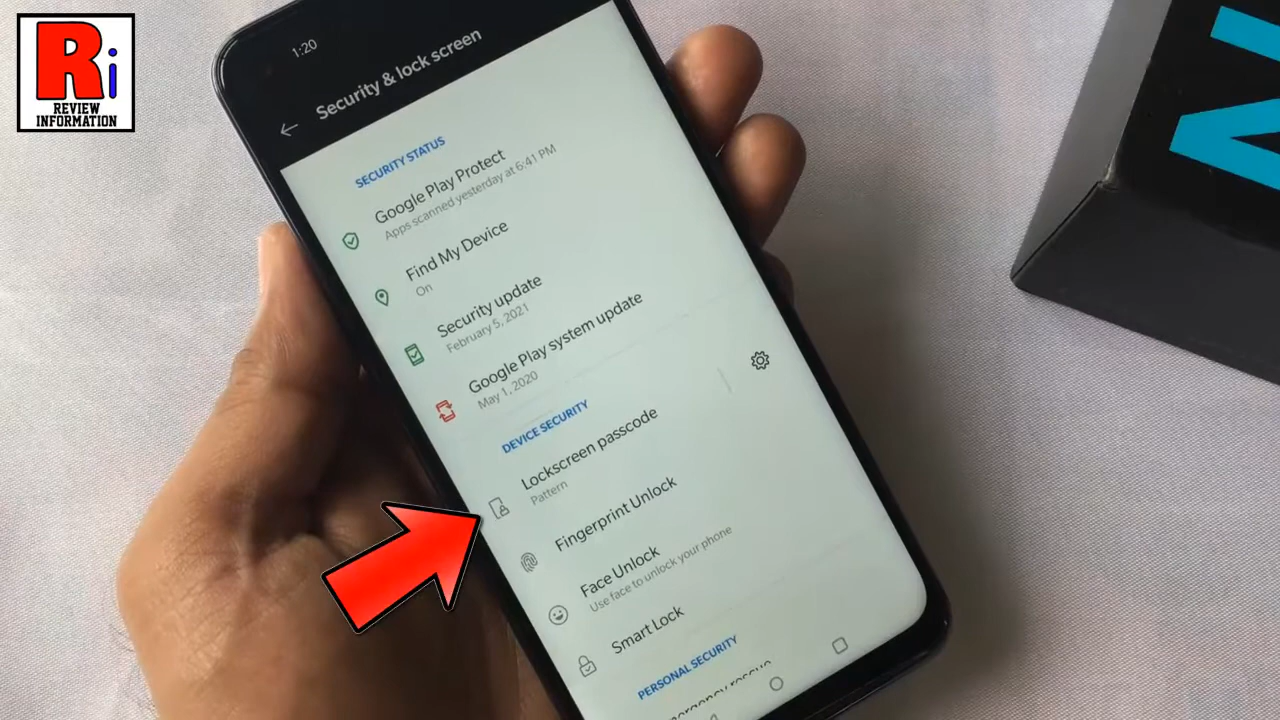 Ri
REVIEW
INFORMATION
1:20
Security & lock screen
SECURITY STATUS
Google Play Protect
Apps scanned yesterday at 6:41 PM
Find My Device
On
Security update
February 5, 2021
Google Play system update
May 1, 2020
DEVICE SECURITY
Lockscreen passcode
Pattern
Fingerprint Unlock
Face Unlock
Use face to unlock your phone
Smart Lock
PERSONAL SECURITY